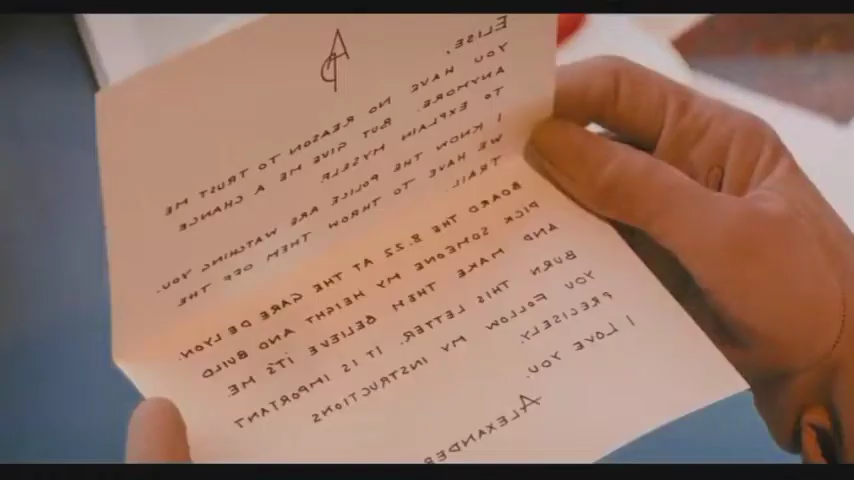 ELISE,
YOU HAVE NO REASON TO TRUST ME
ANYMORE. BUT GIVE ME A CHANCE
TO EXPLAIN MYSELF.
I KNOW THE POLICE ARE WATCHING YOU.
WE HAVE TO THROW THEM OFF THE
TRAIL
BOARD THE 8.22 AT THE GARE DE LYON.
PICK SOMEONE MY HEIGHT AND BUILD
AND MAKE THEM BELIEVE IT'S ME.
BURN THIS LETTER. IT IS IMPORTANT
YOU FOLLOW MY INSTRUCTIONS
PRECISELY.
I LOVE YOU.
ALEXANDER